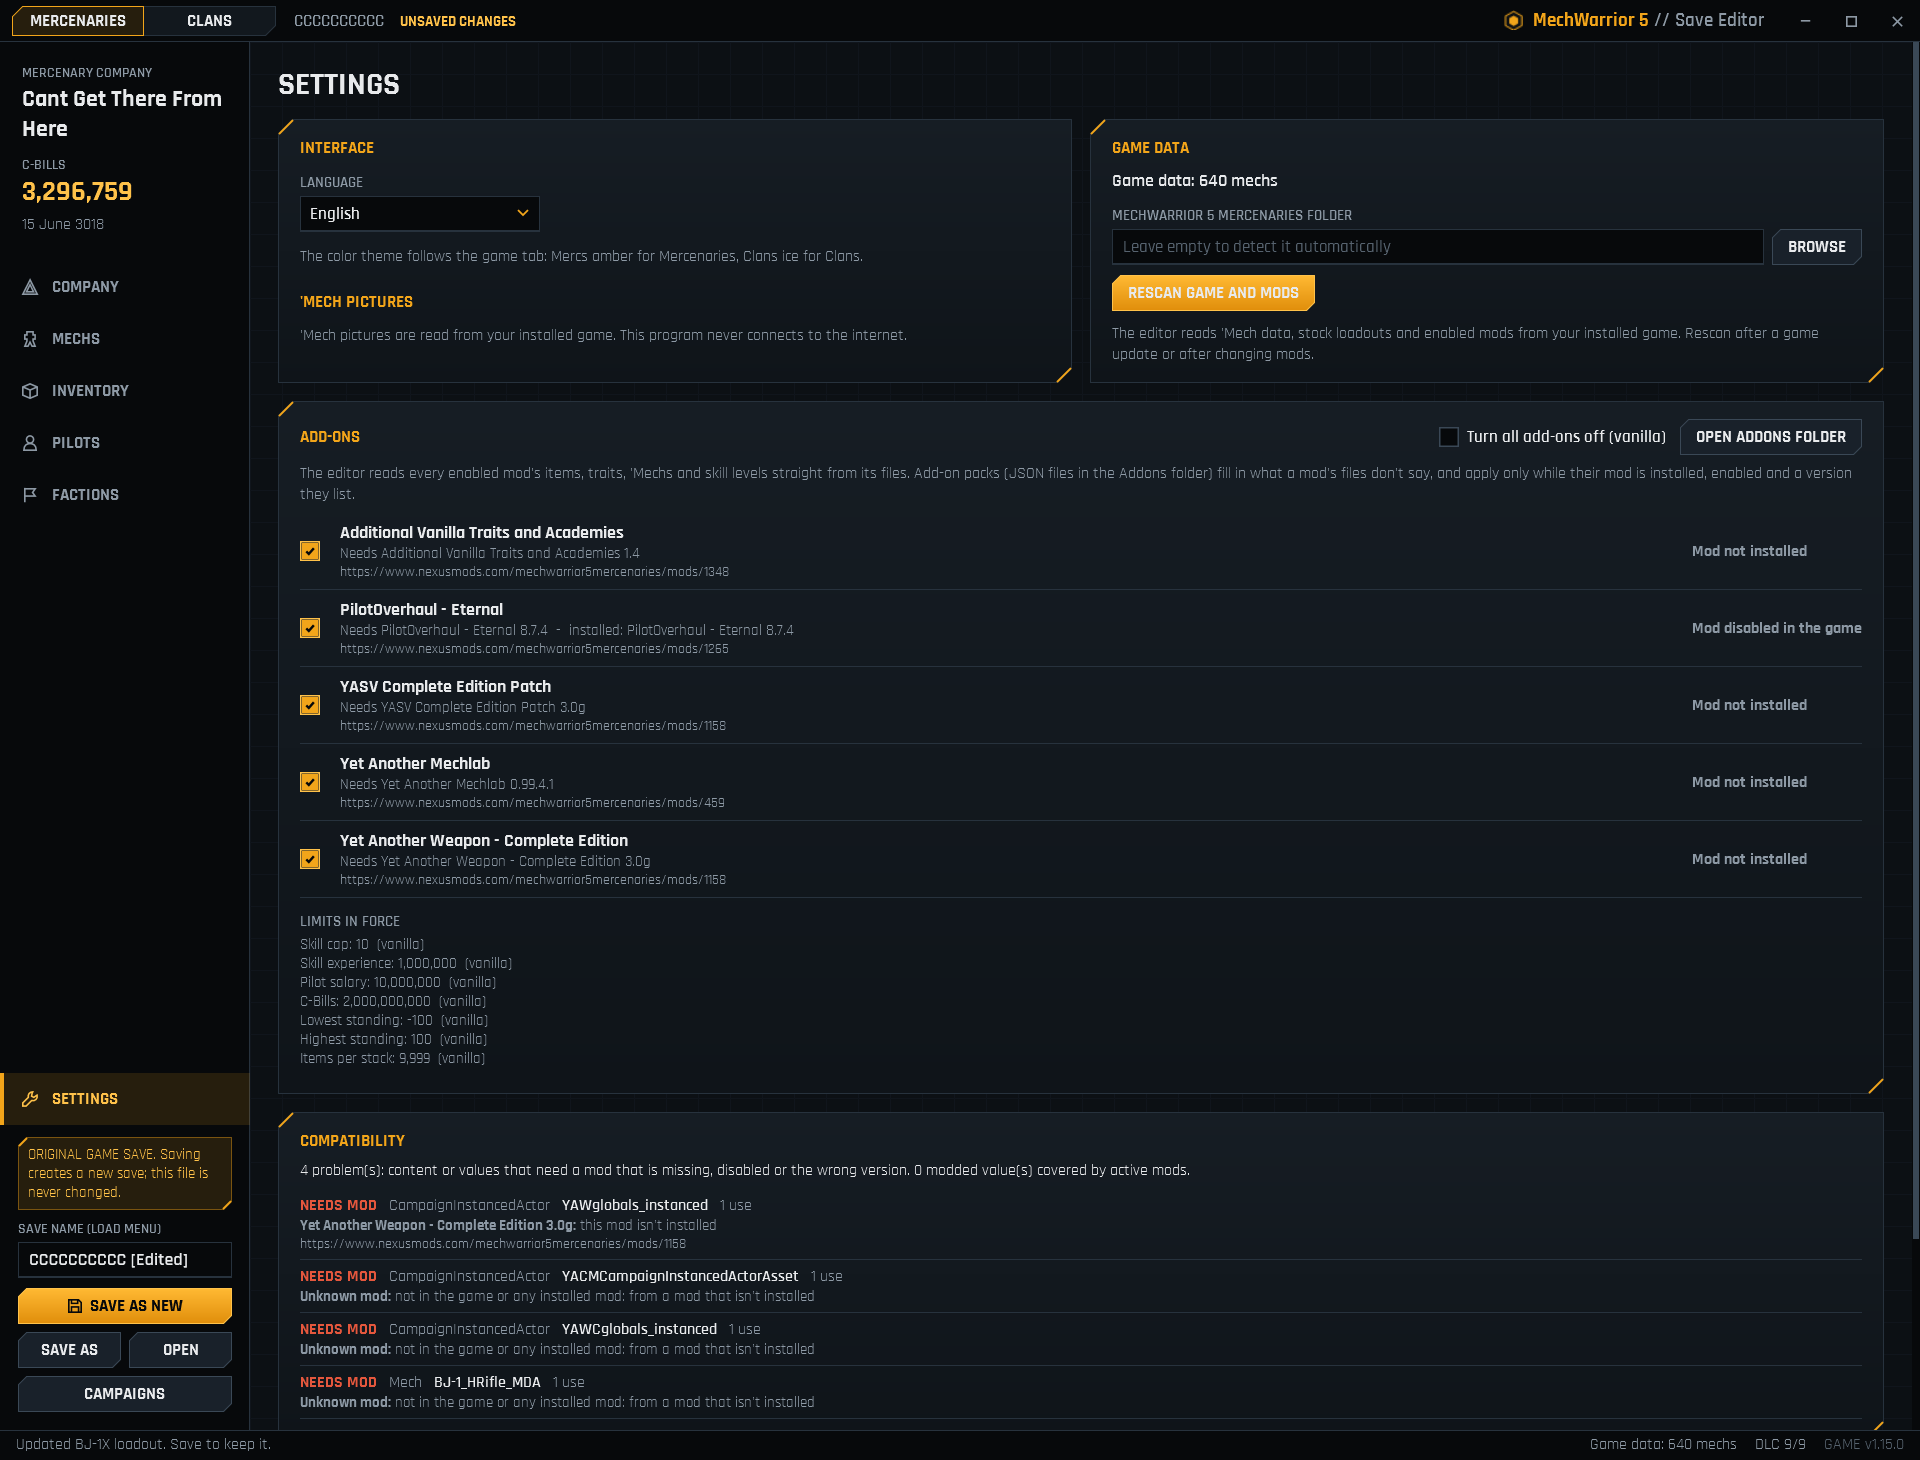 MERCENARIES
CLANS
CCCCCCCCCC
UNSAVED CHANGES
MechWarrior 5 // Save Editor
MERCENARY COMPANY
Cant Get There From
Here
C-BILLS
3,296,759
15 June 3018
COMPANY
MECHS
INVENTORY
PILOTS
FACTIONS
SETTINGS
ORIGINAL GAME SAVE. Saving
creates a new save; this file is
never changed.
SAVE NAME (LOAD MENU)
CCCCCCCCCC [Edited]
SAVE AS NEW
SAVE AS
OPEN
CAMPAIGNS
SETTINGS
INTERFACE
LANGUAGE
English
The color theme follows the game tab: Mercs amber for Mercenaries, Clans ice for Clans.
'MECH PICTURES
'Mech pictures are read from your installed game. This program never connects to the internet.
GAME DATA
Game data: 640 mechs
MECHWARRIOR 5 MERCENARIES FOLDER
Leave empty to detect it automatically
BROWSE
RESCAN GAME AND MODS
The editor reads 'Mech data, stock loadouts and enabled mods from your installed game. Rescan after a game
update or after changing mods.
ADD-ONS
Turn all add-ons off (vanilla)
OPEN ADDONS FOLDER
The editor reads every enabled mod's items, traits, 'Mechs and skill levels straight from its files. Add-on packs (JSON files in the Addons folder) fill in what a mod's files don't say, and apply only while their mod is installed, enabled and a version
they list.
Additional Vanilla Traits and Academies
Needs Additional Vanilla Traits and Academies 1.4
https://www.nexusmods.com/mechwarrior5mercenaries/mods/1348
Mod not installed
PilotOverhaul - Eternal
Needs PilotOverhaul - Eternal 8.7.4 - installed: PilotOverhaul - Eternal 8.7.4
https://www.nexusmods.com/mechwarrior5mercenaries/mods/1265
Mod disabled in the game
YASV Complete Edition Patch
Needs YASV Complete Edition Patch 3.0g
https://www.nexusmods.com/mechwarrior5mercenaries/mods/1158
Mod not installed
Yet Another Mechlab
Needs Yet Another Mechlab 0.99.4.1
https://www.nexusmods.com/mechwarrior5mercenaries/mods/459
Mod not installed
Yet Another Weapon - Complete Edition
Needs Yet Another Weapon - Complete Edition 3.0g
https://www.nexusmods.com/mechwarrior5mercenaries/mods/1158
Mod not installed
LIMITS IN FORCE
Skill cap: 10 (vanilla)
Skill experience: 1,000,000 (vanilla)
Pilot salary: 10,000,000 (vanilla)
C-Bills: 2,000,000,000 (vanilla)
Lowest standing: -100 (vanilla)
Highest standing: 100 (vanilla)
Items per stack: 9,999 (vanilla)
COMPATIBILITY
4 problem(s): content or values that need a mod that is missing, disabled or the wrong version. 0 modded value(s) covered by active mods.
NEEDS MOD CampaignInstancedActor YAWglobals_instanced 1 use
Yet Another Weapon - Complete Edition 3.0g: this mod isn't installed
https://www.nexusmods.com/mechwarrior5mercenaries/mods/1158
NEEDS MOD CampaignInstancedActor YACMCampaignInstancedActorAsset 1 use
Unknown mod: not in the game or any installed mod: from a mod that isn't installed
NEEDS MOD CampaignInstancedActor YAWCglobals_instanced 1 use
Unknown mod: not in the game or any installed mod: from a mod that isn't installed
NEEDS MOD Mech BJ-1_HRifle_MDA 1 use
Unknown mod: not in the game or any installed mod: from a mod that isn't installed
Updated BJ-1X loadout. Save to keep it.
Game data: 640 mechs
DLC 9/9
GAME v1.15.0